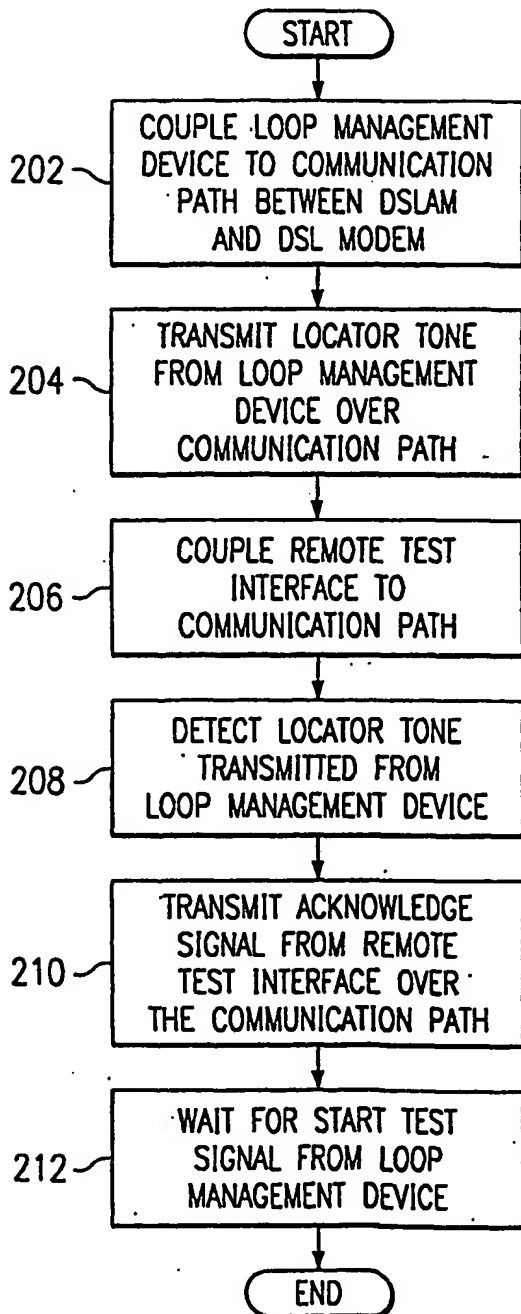 START
202
COUPLE LOOP MANAGEMENT
DEVICE TO COMMUNICATION
PATH BETWEEN DSLAM
AND DSL MODEM
204
TRANSMIT LOCATOR TONE
FROM LOOP MANAGEMENT
DEVICE OVER
COMMUNICATION PATH
206
COUPLE REMOTE TEST
INTERFACE TO
COMMUNICATION PATH
208
DETECT LOCATOR TONE
TRANSMITTED FROM
LOOP MANAGEMENT DEVICE
210
TRANSMIT ACKNOWLEDGE
SIGNAL FROM REMOTE
TEST INTERFACE OVER
THE COMMUNICATION PATH
212
WAIT FOR START TEST
SIGNAL FROM LOOP
MANAGEMENT DEVICE
END